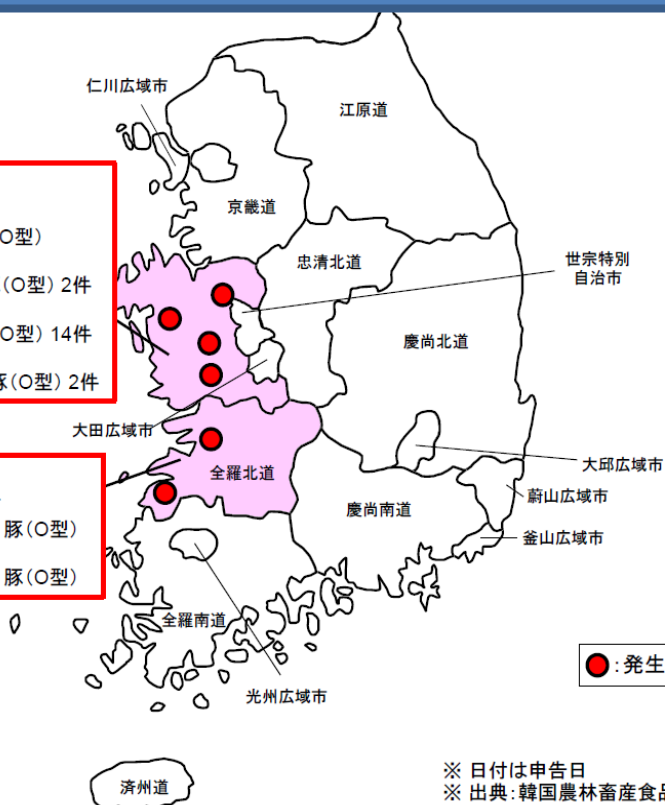 仁川広域市
江原道
京畿道
O型）
忠清北道
世宗特別
自治市
（O型） 2件
O型） 14件
慶尚北道
豚（O型） 2件
大田広域市
大邱広域市
全羅北道
蔚山広域市
慶尚南道
豚（O型）
釜山広域市
豚（O型）
全羅南道
：発生
光州広域市
済州道
※ 日付は申告日
※ 出典：韓国農林畜産食品